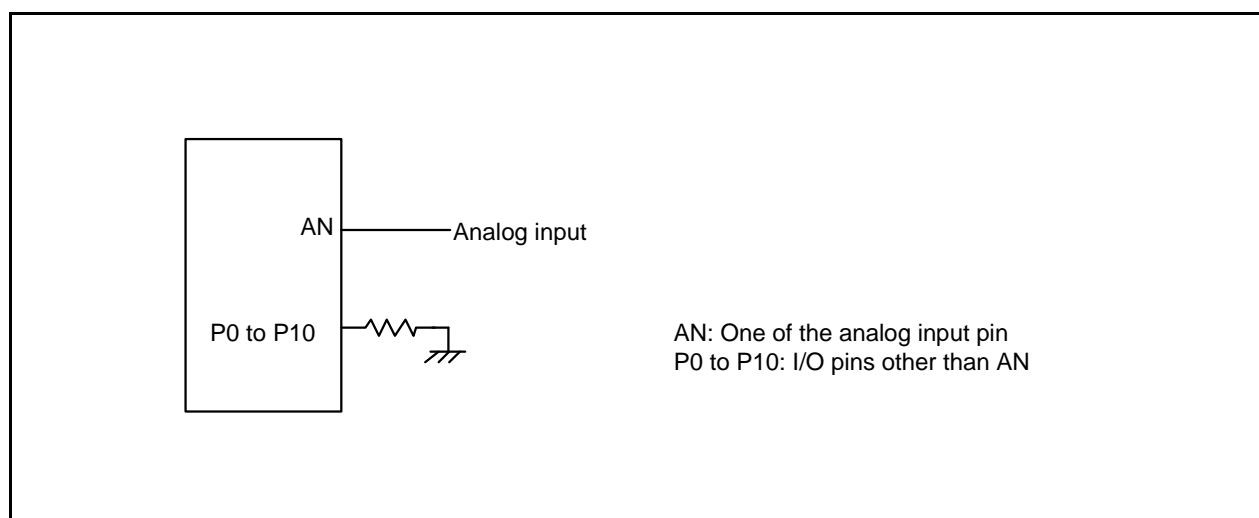 AN
Analog input
P0 to P10
AN: One of the analog input pin
P0 to P10: I/O pins other than AN